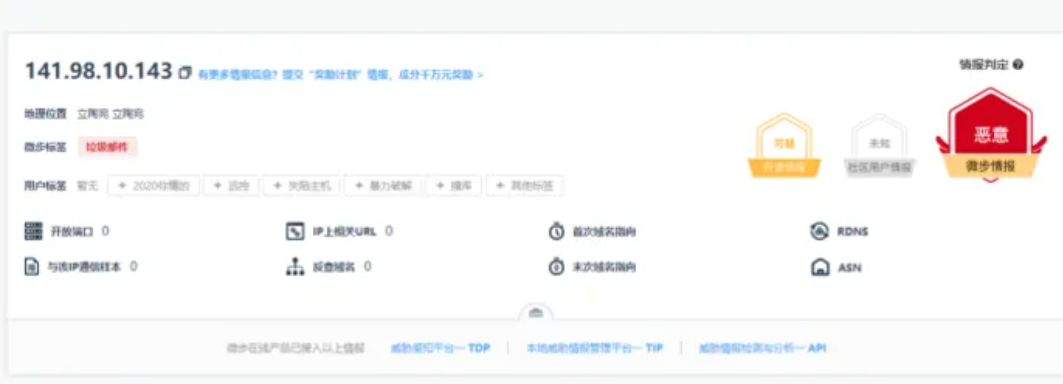 141.98.10.143 有更多情报信息？提交“奖励计划”情报，瓜分千万元奖励 >
情报判定
地理位置 立陶宛 立陶宛
微步标签 垃圾邮件
恶意
微步情报
可疑
开源情报
未知
社区用户情报
用户标签 暂无 + 2020你懂的 + 远控 + 失陷主机 + 暴力破解 + 撞库 + 其他标签
开放端口 0 IP上相关URL 0 首次域名指向 RDNS
与该IP通信样本 0 反查域名 0 末次域名指向 ASN
微步在线产品已接入以上情报 威胁感知平台一 TDP | 本地威胁情报管理平台一 TIP | 威胁情报检测与分析一 API